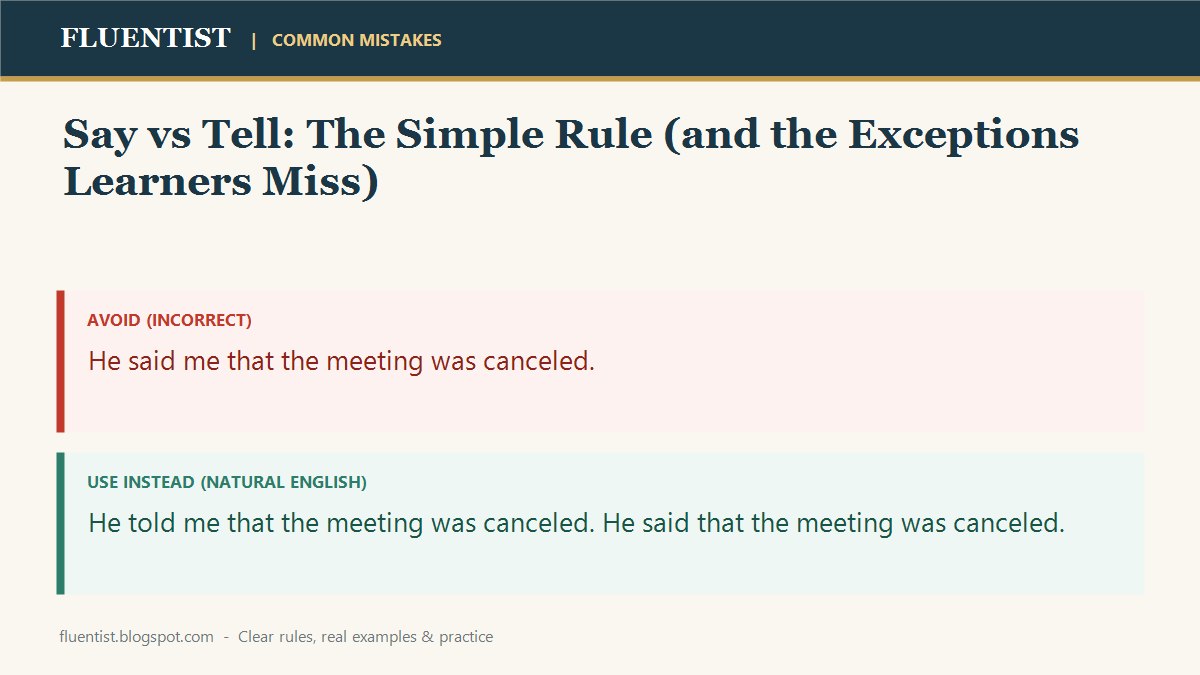 FLUENTIST | COMMON MISTAKES
Say vs Tell: The Simple Rule (and the Exceptions
Learners Miss)
AVOID (INCORRECT)
He said me that the meeting was canceled.
USE INSTEAD (NATURAL ENGLISH)
He told me that the meeting was canceled. He said that the meeting was canceled.
fluentist.blogspot.com - Clear rules, real examples & practice